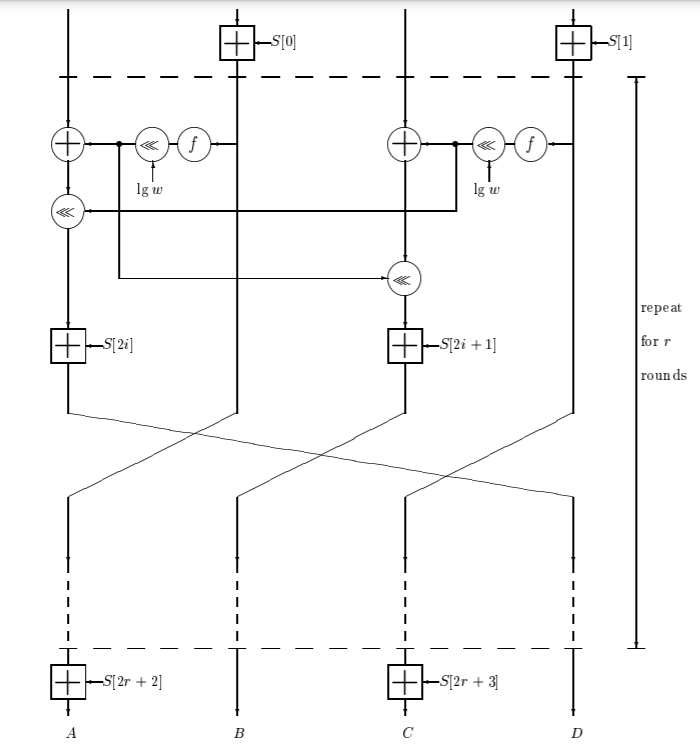 S[0] S[1]
f f
lg w lg w
S[2i] S[2i + 1]
repeat
for r
rounds
S[2r + 2] S[2r + 3]
A B C D